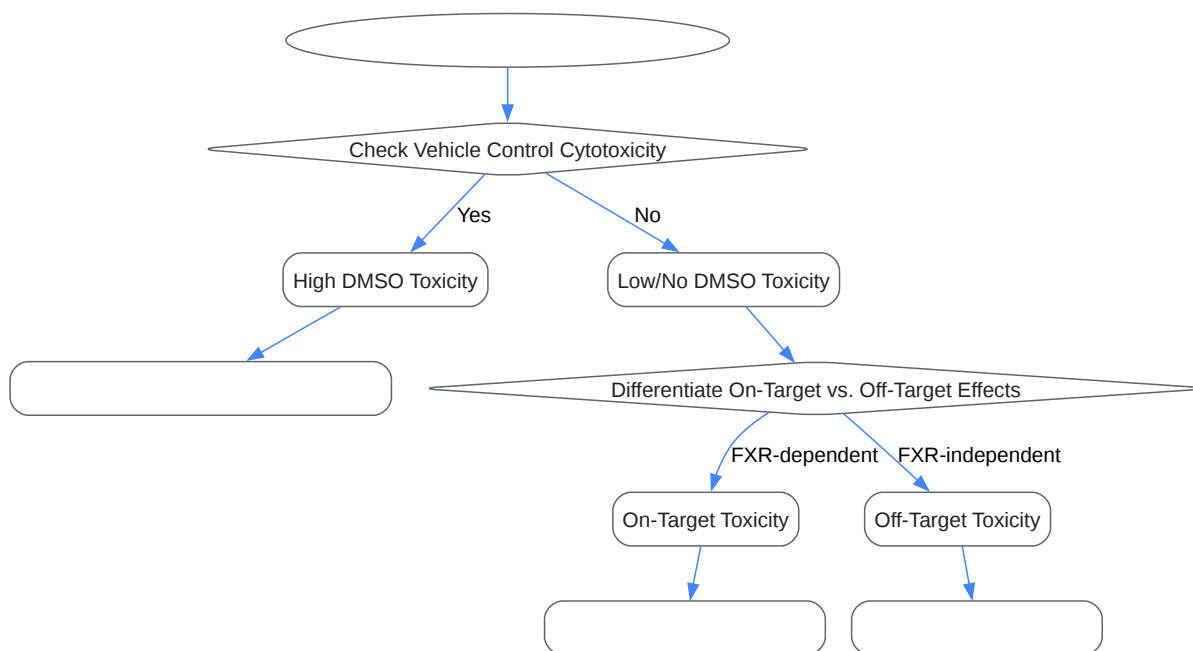 Check Vehicle Control Cytotoxicity
Yes
No
High DMSO Toxicity
Low/No DMSO Toxicity
Differentiate On-Target vs. Off-Target Effects
FXR-dependent
FXR-independent
On-Target Toxicity
Off-Target Toxicity